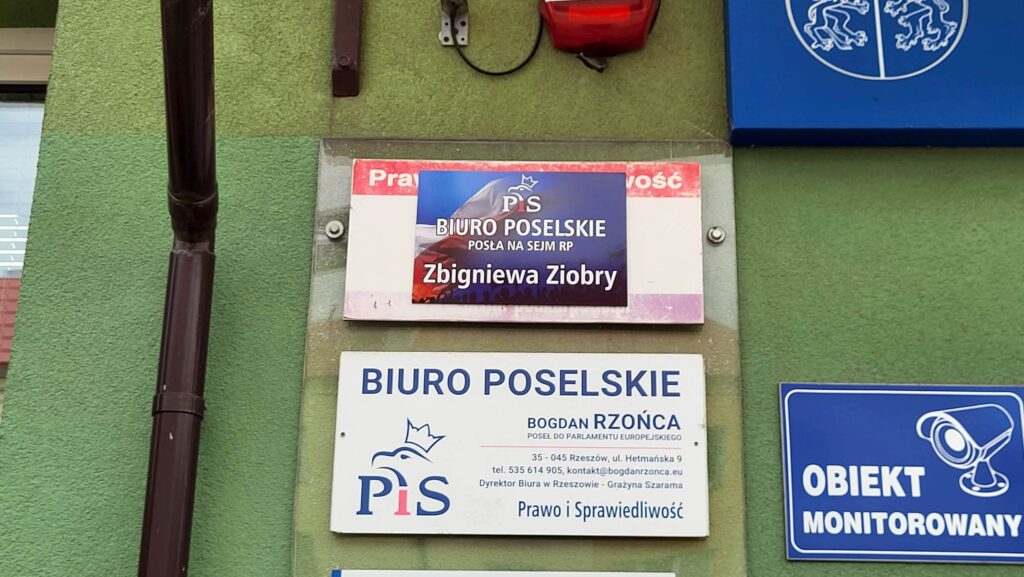 Pra
wość
PiS
BIURO POSELSKIE
POSŁA NA SEJM RP
Zbigniewa Ziobry
BIURO POSELSKIE
BOGDAN RZOŃCA
POSEŁ DO PARLAMENTU EUROPEJSKIEGO
35 - 045 Rzeszów, ul. Hetmańska 9
tel. 535 614 905, kontakt@bogdanrzonca.eu
Dyrektor Biura w Rzeszowie - Grażyna Szarama
PiS
Prawo i Sprawiedliwość
OBIEKT
MONITOROWANY